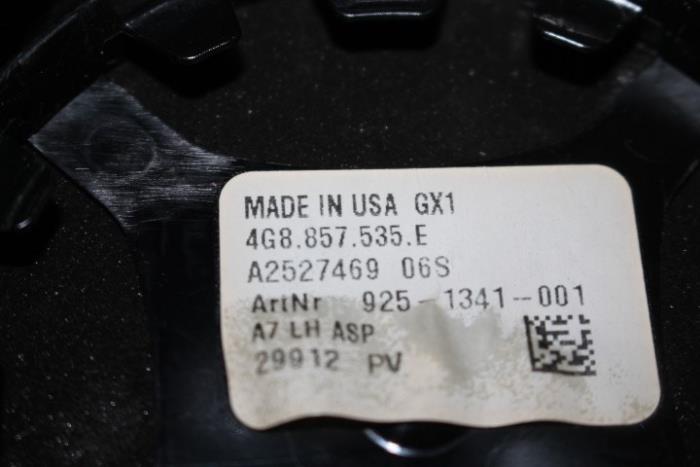 MADE IN USA GX1
4G8.857.535.E
A2527469 06S
ArtNr 925-1341-001
A7 LH ASP
29912 PV